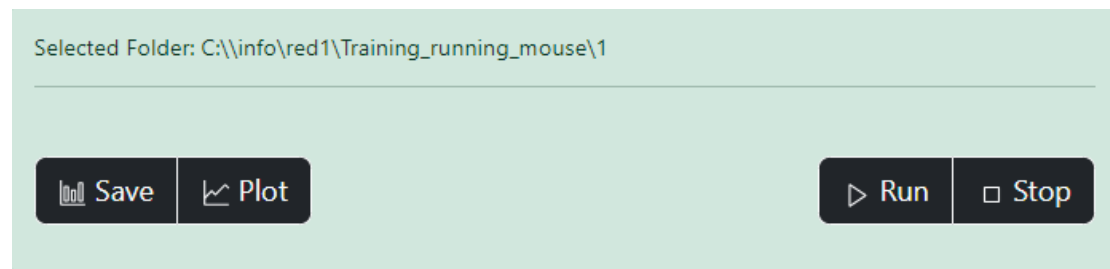 Selected Folder: C:\\info\red1\Training_running_mouse\1
Save Plot Run Stop